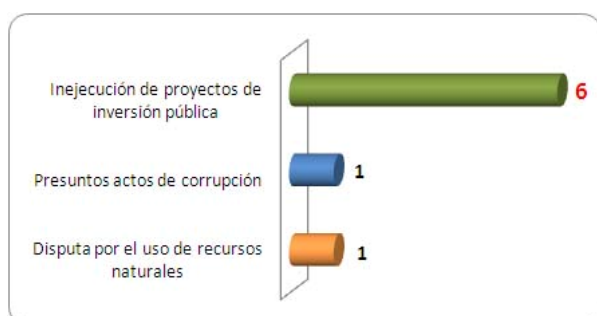 Inejecución de proyectos de
inversión pública
6
Presuntos actos de corrupción
1
Disputa por el uso de recursos
naturales
1